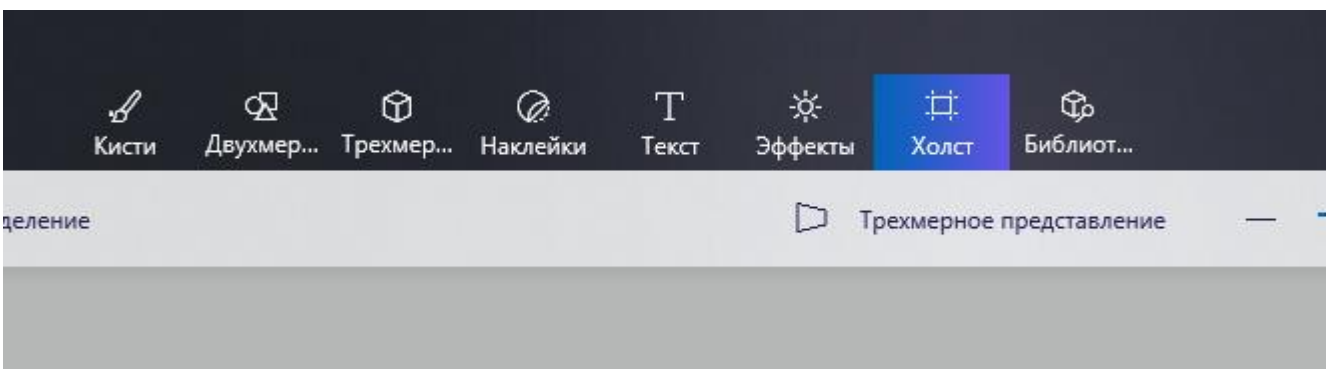 Кисти Двухмер... Трехмер... Наклейки Текст Эффекты Холст Библиот...
деление Трехмерное представление